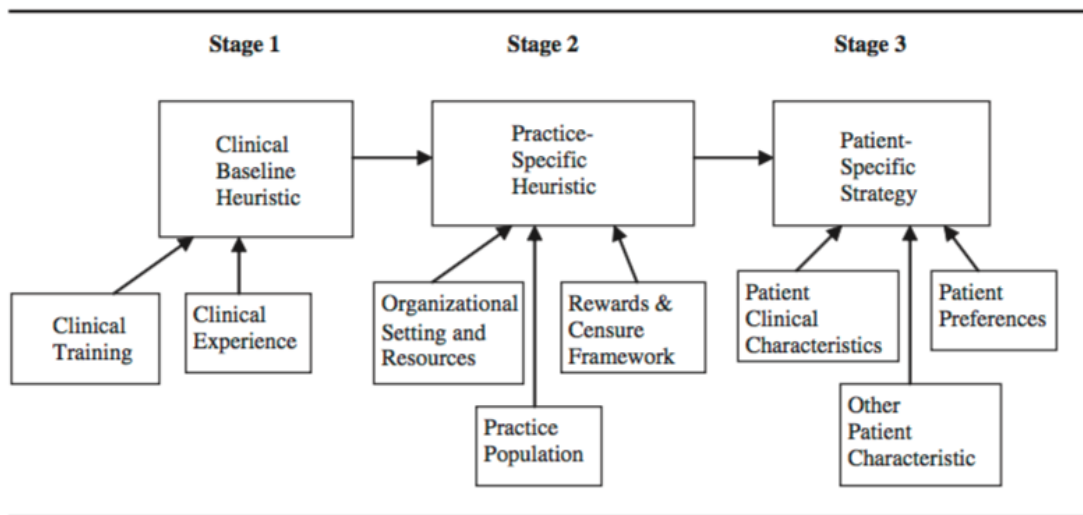 Stage 1
Stage 2
Stage 3
Clinical
Baseline
Heuristic
Practice-
Specific
Heuristic
Patient-
Specific
Strategy
Clinical
Training
Clinical
Experience
Organizational
Setting and
Resources
Rewards &
Censure
Framework
Patient
Clinical
Characteristics
Patient
Preferences
Practice
Population
Other
Patient
Characteristic